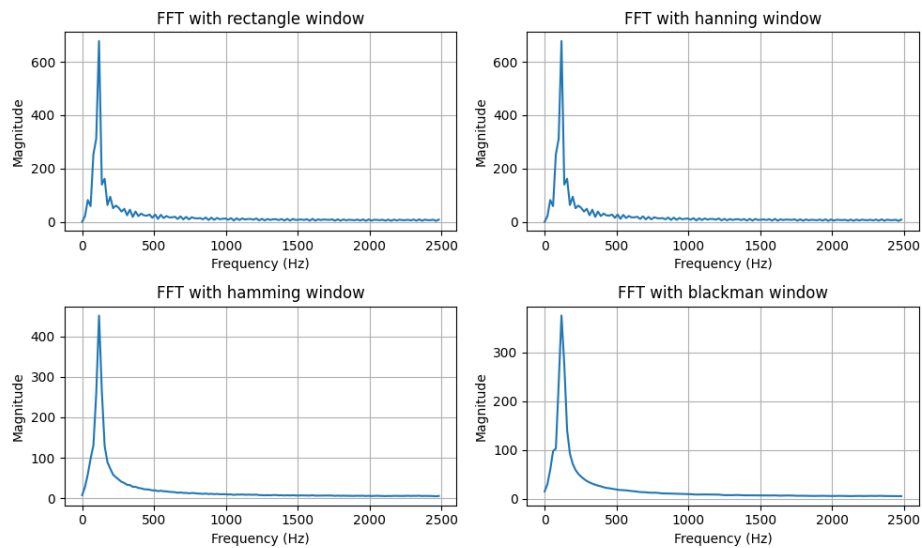 FFT with rectangle window
Magnitude
600
400
200
0
0 500 1000 1500 2000 2500
Frequency (Hz)
FFT with hanning window
Magnitude
600
400
200
0
0 500 1000 1500 2000 2500
Frequency (Hz)
FFT with hamming window
Magnitude
400
300
200
100
0
0 500 1000 1500 2000 2500
Frequency (Hz)
FFT with blackman window
Magnitude
300
200
100
0
0 500 1000 1500 2000 2500
Frequency (Hz)